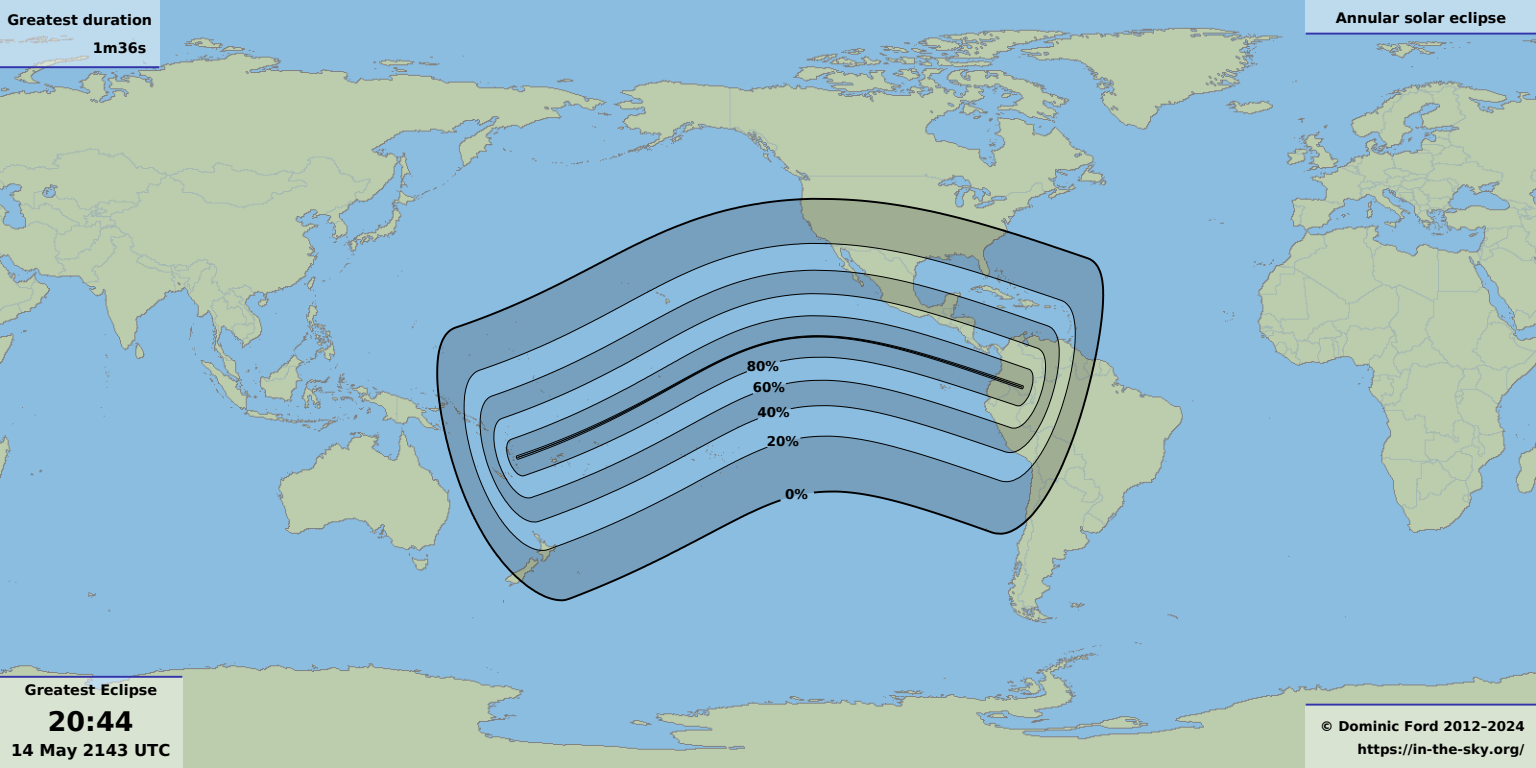 Greatest duration
1m36s
Annular solar eclipse
80%
60%
40%
20%
0%
Greatest Eclipse
20:44
14 May 2143 UTC
© Dominic Ford 2012–2024
https://in-the-sky.org/